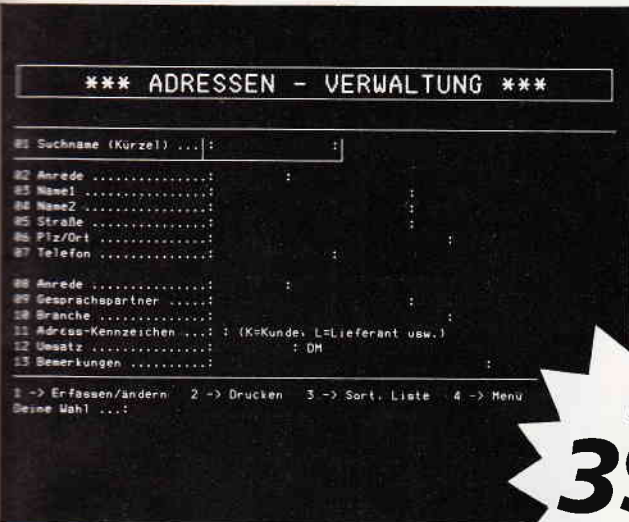 *** ADRESSEN - VERWALTUNG ***
01 Suchname (Kürzel) ...: :
02 Anrede ...............: :
03 Name1 ................: :
04 Name2 ................: :
05 Straße ...............: :
06 Plz/Ort ..............: :
07 Telefon ..............: :
08 Anrede ...............: :
09 Gesprächspartner .....: :
10 Branche ..............: :
11 Adress-Kennzeichen ...: : (K=Kunde, L=Lieferant usw.)
12 Umsatz ...............: : DM
13 Bemerkungen ..........: :
1 -> Erfassen/ändern 2 -> Drucken 3 -> Sort. Liste 4 -> Menü
Deine Wahl ...: